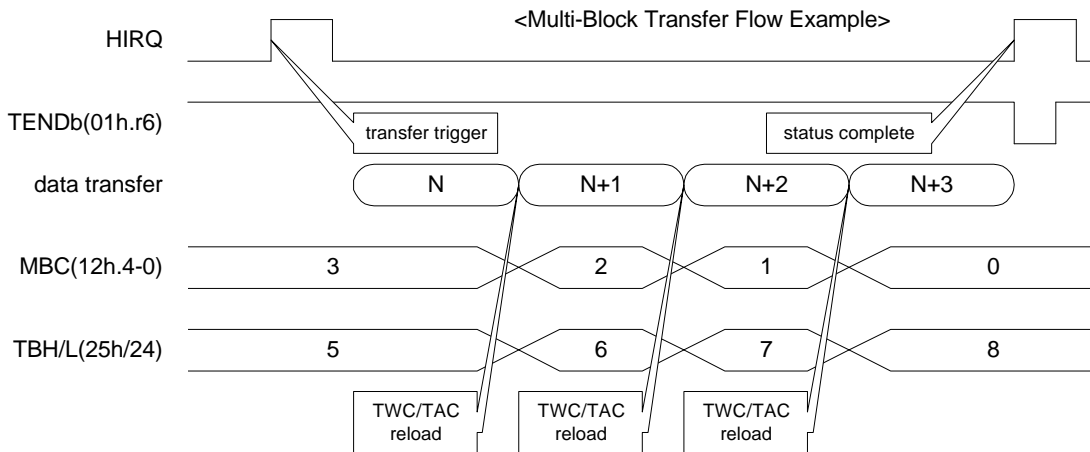 <Multi-Block Transfer Flow Example>
HIRQ
TENDb(01h.r6)
transfer trigger
status complete
data transfer
N
N+1
N+2
N+3
MBC(12h.4-0)
3
2
1
0
TBH/L(25h/24)
5
6
7
8
TWC/TAC
reload
TWC/TAC
reload
TWC/TAC
reload